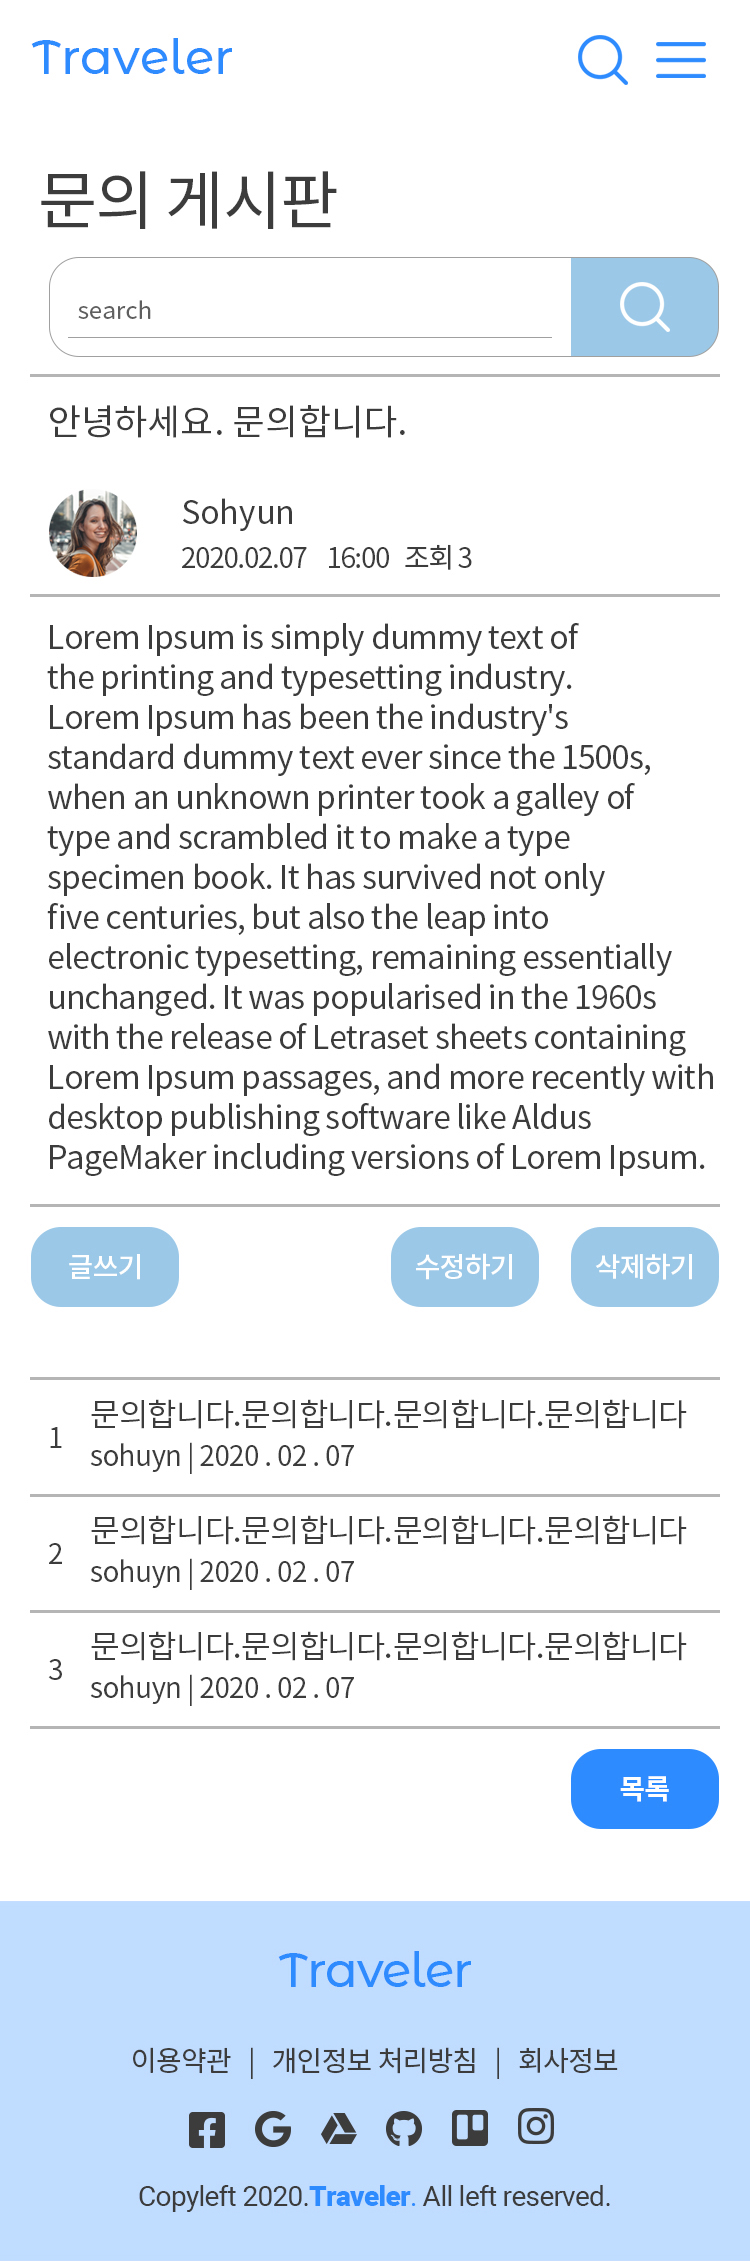 Traveler
문의 게시판
search
안녕하세요. 문의합니다.
Sohyun
2020.02.07 16:00 조회 3
Lorem Ipsum is simply dummy text of
the printing and typesetting industry.
Lorem Ipsum has been the industry's
standard dummy text ever since the 1500s,
when an unknown printer took a galley of
type and scrambled it to make a type
specimen book. It has survived not only
five centuries, but also the leap into
electronic typesetting, remaining essentially
unchanged. It was popularised in the 1960s
with the release of Letraset sheets containing
Lorem Ipsum passages, and more recently with
desktop publishing software like Aldus
PageMaker including versions of Lorem Ipsum.
글쓰기 수정하기 삭제하기
1 문의합니다.문의합니다.문의합니다.문의합니다
sohuyn | 2020 . 02 . 07
2 문의합니다.문의합니다.문의합니다.문의합니다
sohuyn | 2020 . 02 . 07
3 문의합니다.문의합니다.문의합니다.문의합니다
sohuyn | 2020 . 02 . 07
목록
Traveler
이용약관 | 개인정보 처리방침 | 회사정보
Copyleft 2020.Traveler. All left reserved.